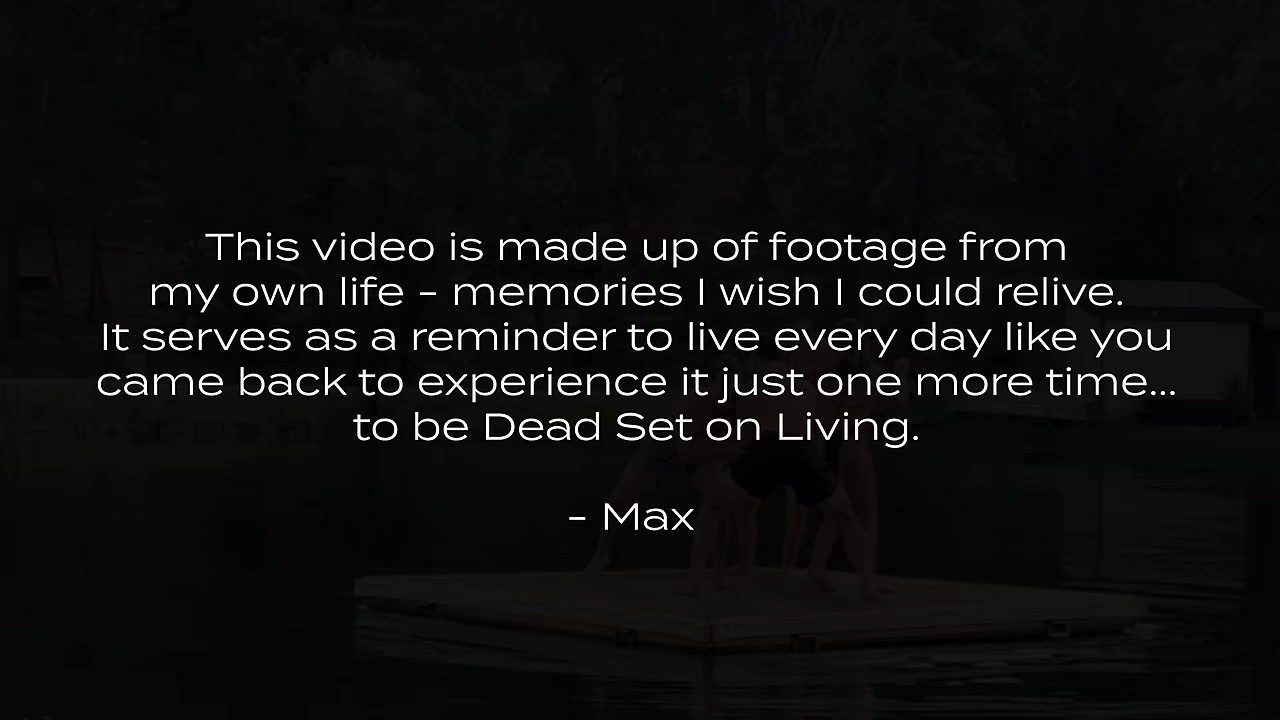 This video is made up of footage from
my own life – memories I wish I could relive.
It serves as a reminder to live every day like you
came back to experience it just one more time...
to be Dead Set on Living.
– Max